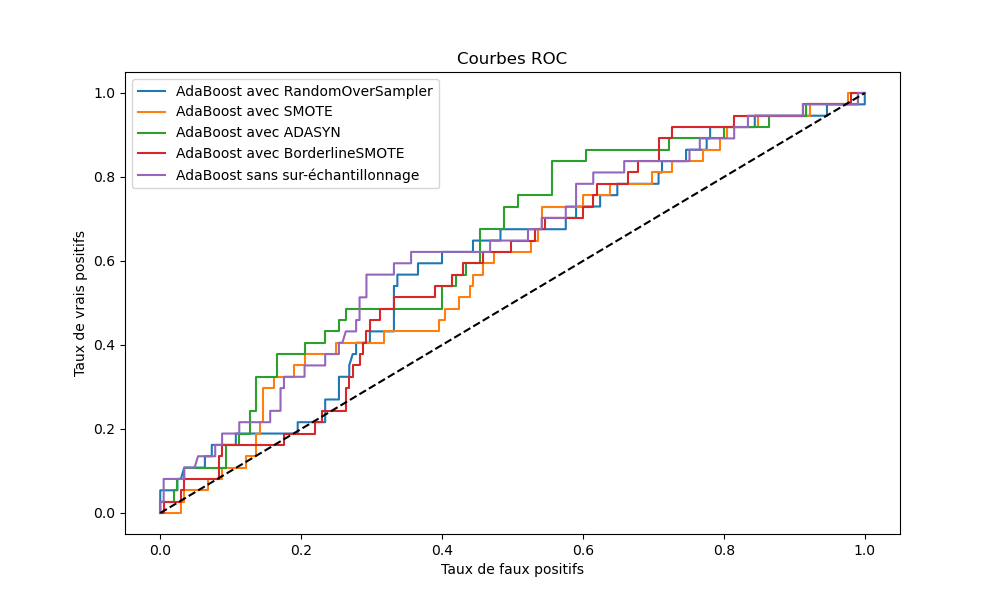 Courbes ROC
AdaBoost avec RandomOverSampler
AdaBoost avec SMOTE
AdaBoost avec ADASYN
AdaBoost avec BorderlineSMOTE
AdaBoost sans sur-échantillonnage
Taux de vrais positifs
1.0
0.8
0.6
0.4
0.2
0.0
0.0 0.2 0.4 0.6 0.8 1.0
Taux de faux positifs